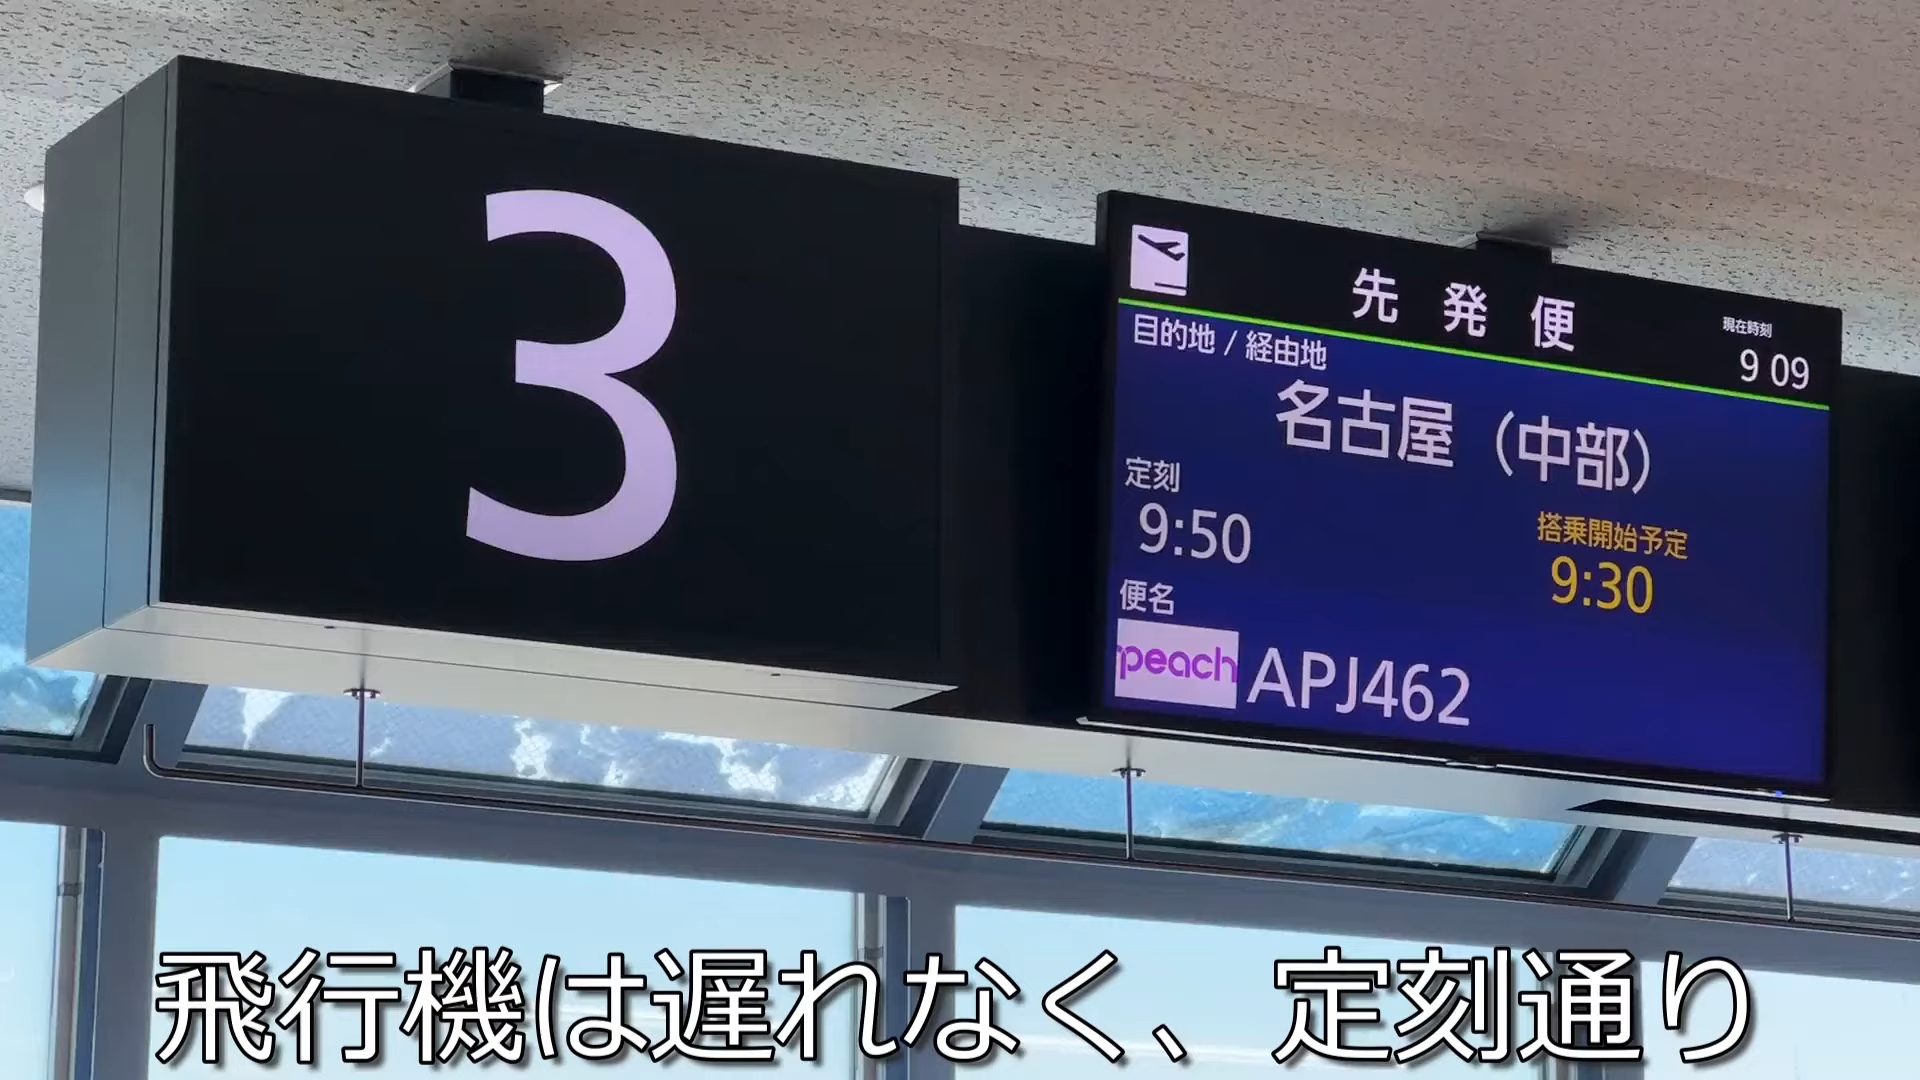 3
先発便
現在時刻
9 09
目的地 / 経由地
名古屋（中部）
定刻
9:50
搭乗開始予定
9:30
便名
peach APJ462
飛行機は遅れなく、定刻通り